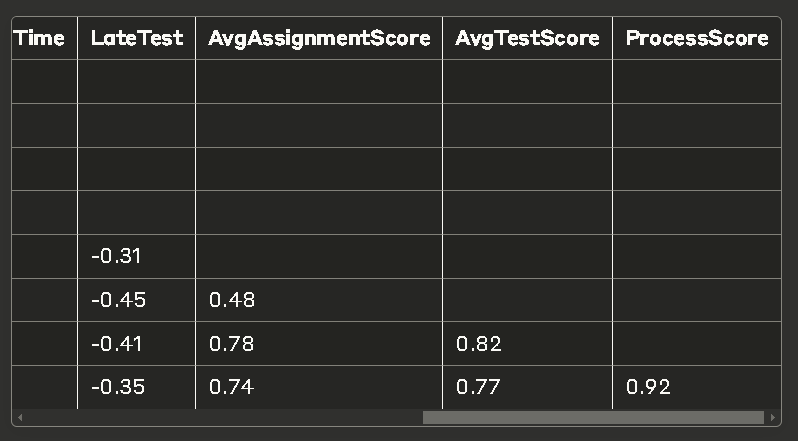 Time LateTest AvgAssignmentScore AvgTestScore ProcessScore
-0.31
-0.45 0.48
-0.41 0.78 0.82
-0.35 0.74 0.77 0.92